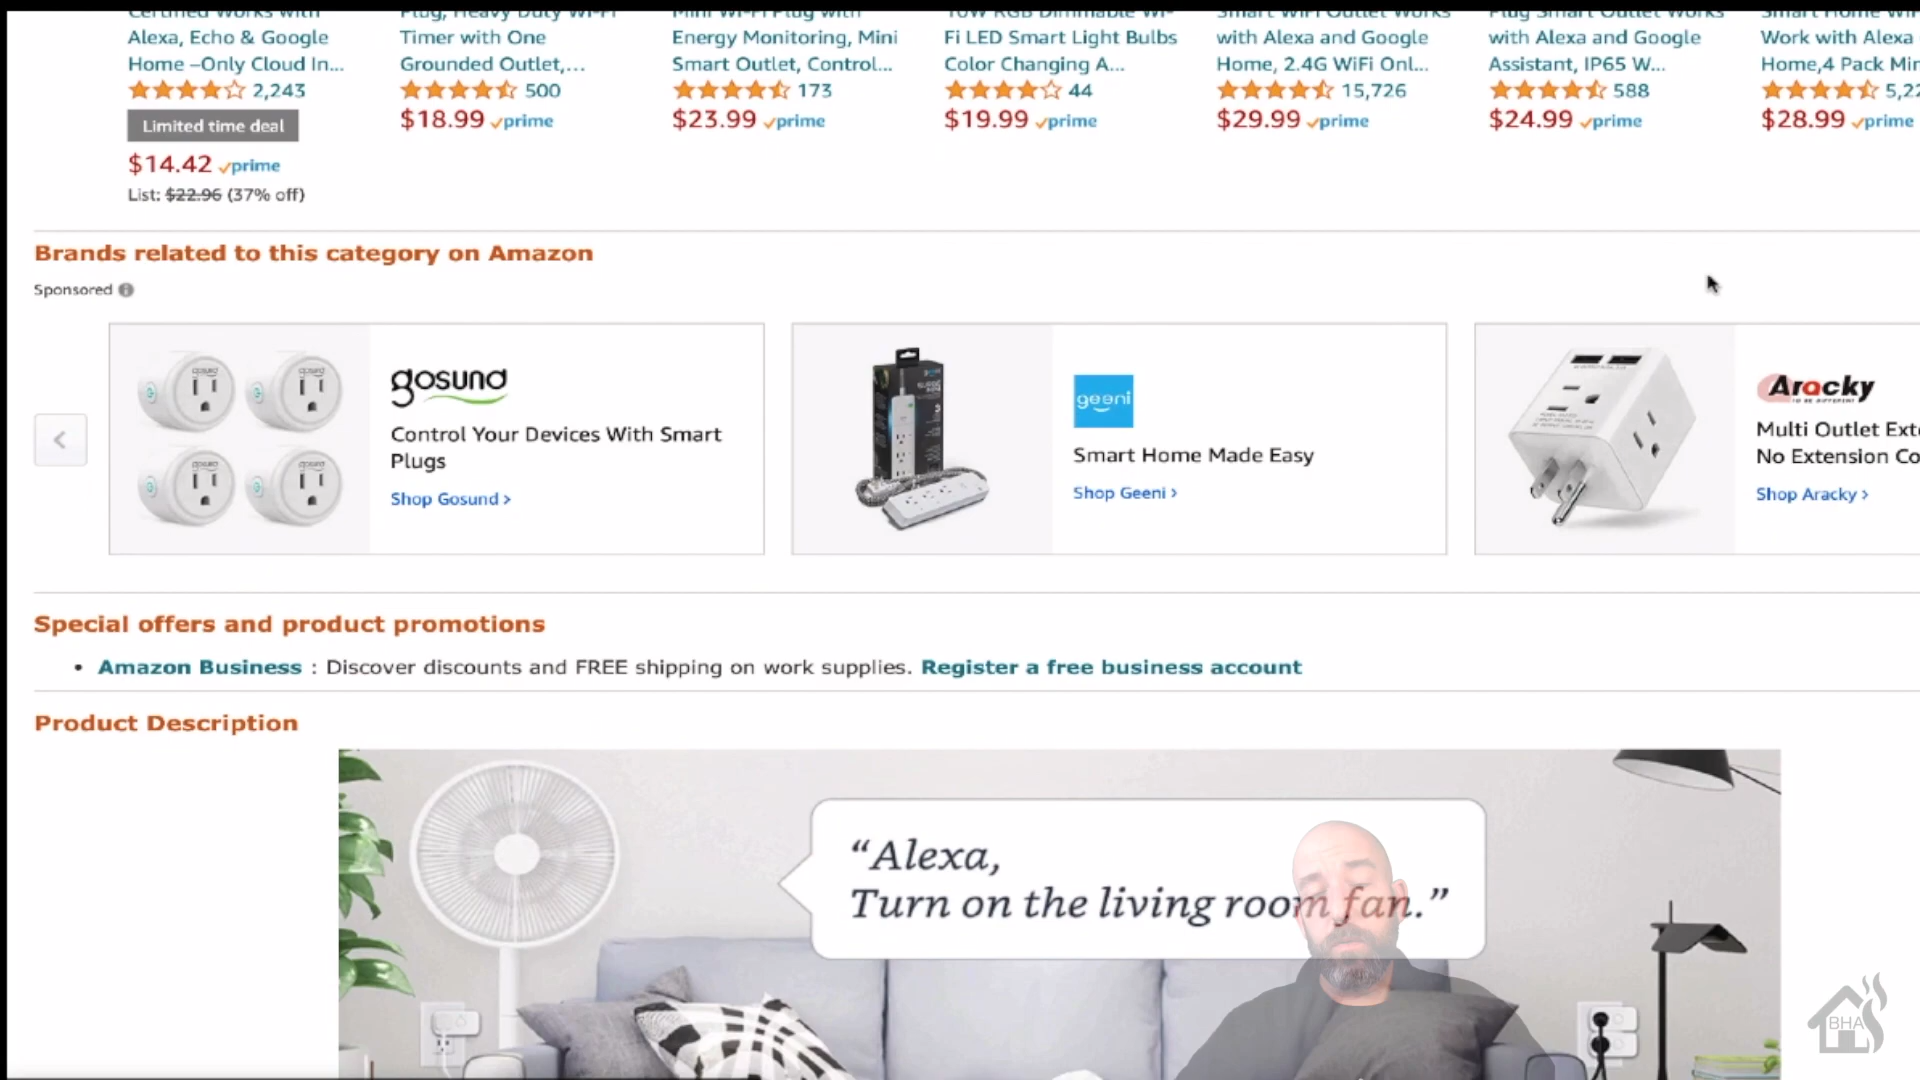 Certified Works with
Alexa, Echo & Google
Home –Only Cloud In...
2,243
Limited time deal
$14.42 prime
List: $22.96 (37% off)
Plug, Heavy Duty Wi-Fi
Timer with One
Grounded Outlet,...
500
$18.99 prime
Mini Wi-Fi Plug with
Energy Monitoring, Mini
Smart Outlet, Control...
173
$23.99 prime
10W RGB Dimmable Wi-
Fi LED Smart Light Bulbs
Color Changing A...
44
$19.99 prime
Smart WiFi Outlet Works
with Alexa and Google
Home, 2.4G WiFi Onl...
15,726
$29.99 prime
Plug Smart Outlet Works
with Alexa and Google
Assistant, IP65 W...
588
$24.99 prime
Smart Home
Work with Alexa
Home,4 Pack
5,22
$28.99 prime
Brands related to this category on Amazon
Sponsored
gosund
gosund
gosund
gosund
gosund
Control Your Devices With Smart
Plugs
Shop Gosund ›
geeni
Smart Home Made Easy
Shop Geeni ›
Aracky
TO BE DIFFERENT
Multi Outlet
No Extension
Shop Aracky ›
Special offers and product promotions
• Amazon Business : Discover discounts and FREE shipping on work supplies. Register a free business account
Product Description
“Alexa,
Turn on the living room fan.”
BHA